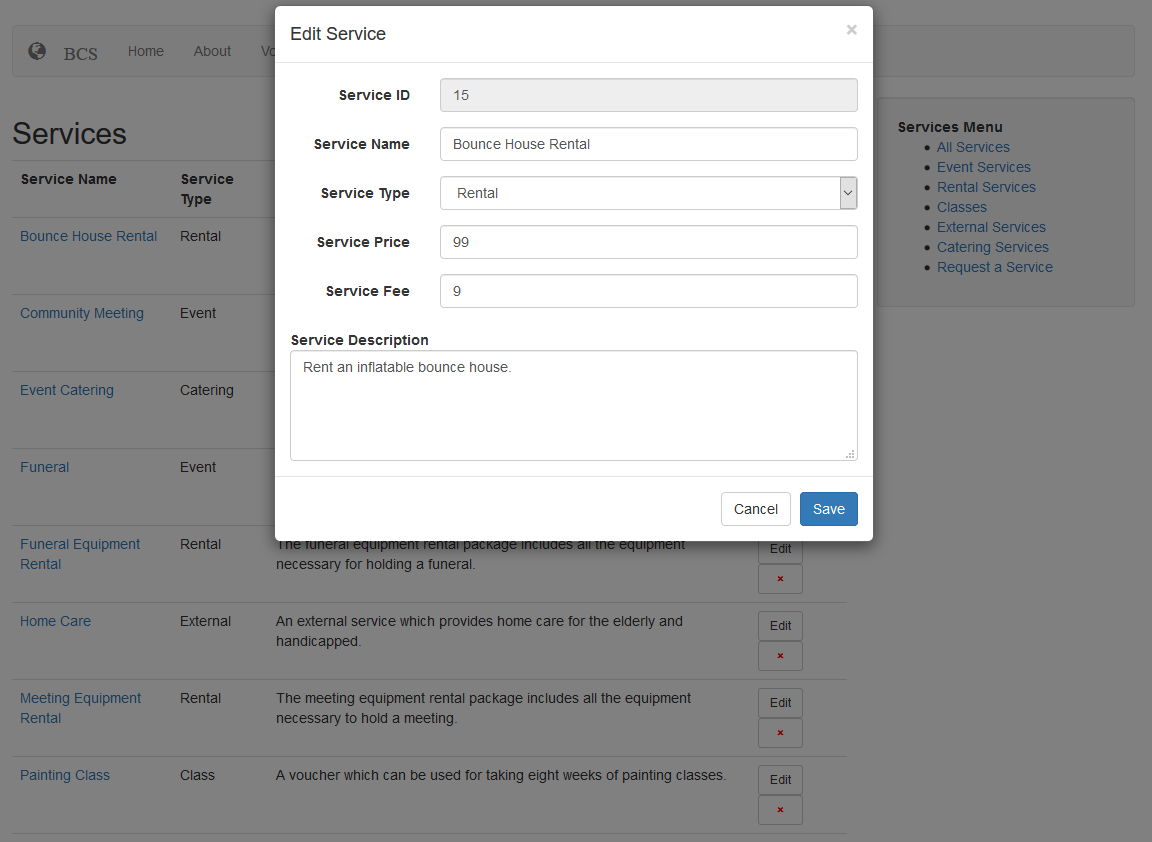 BCS Home About Vo
Edit Service ×
Service ID 15
Service Name Bounce House Rental
Service Type Rental
Service Price 99
Service Fee 9
Service Description
Rent an inflatable bounce house.
Cancel Save
Services
Service Name Service
Type
Bounce House Rental Rental
Community Meeting Event
Event Catering Catering
Funeral Event
Funeral Equipment Rental The funeral equipment rental package includes all the equipment Edit
Rental necessary for holding a funeral.
×
Home Care External An external service which provides home care for the elderly and Edit
handicapped.
×
Meeting Equipment Rental The meeting equipment rental package includes all the equipment Edit
Rental necessary to hold a meeting.
×
Painting Class Class A voucher which can be used for taking eight weeks of painting classes. Edit
×
Services Menu
All Services
Event Services
Rental Services
Classes
External Services
Catering Services
Request a Service